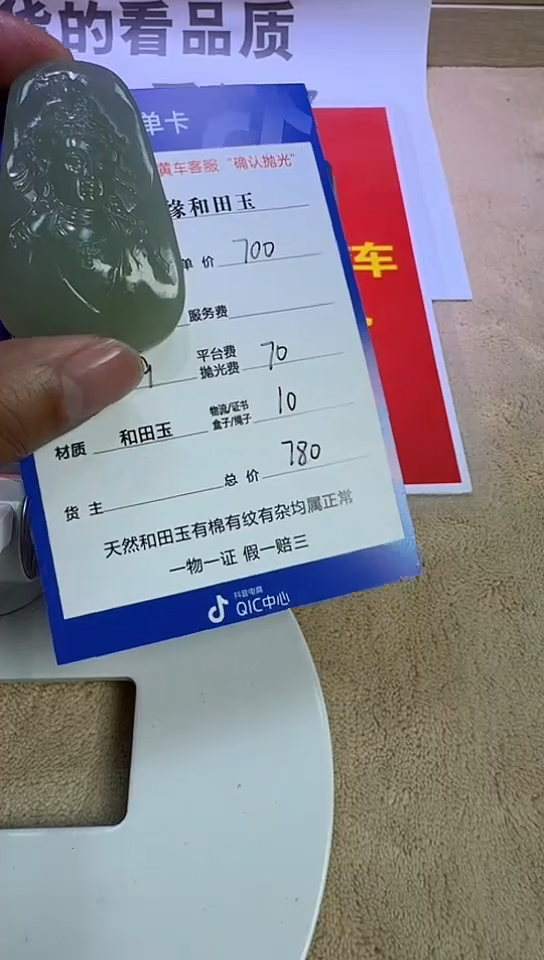 的看品质
单卡
黄车客服“确认抛光”
缘和田玉
单价 700
服务费
平台费
抛光费 70
材质 和田玉
物流/证书
盒子/绳子 10
货主
总价 780
天然和田玉有棉有纹有杂均属正常
一物一证 假一赔三
抖音电商
QIC中心
车